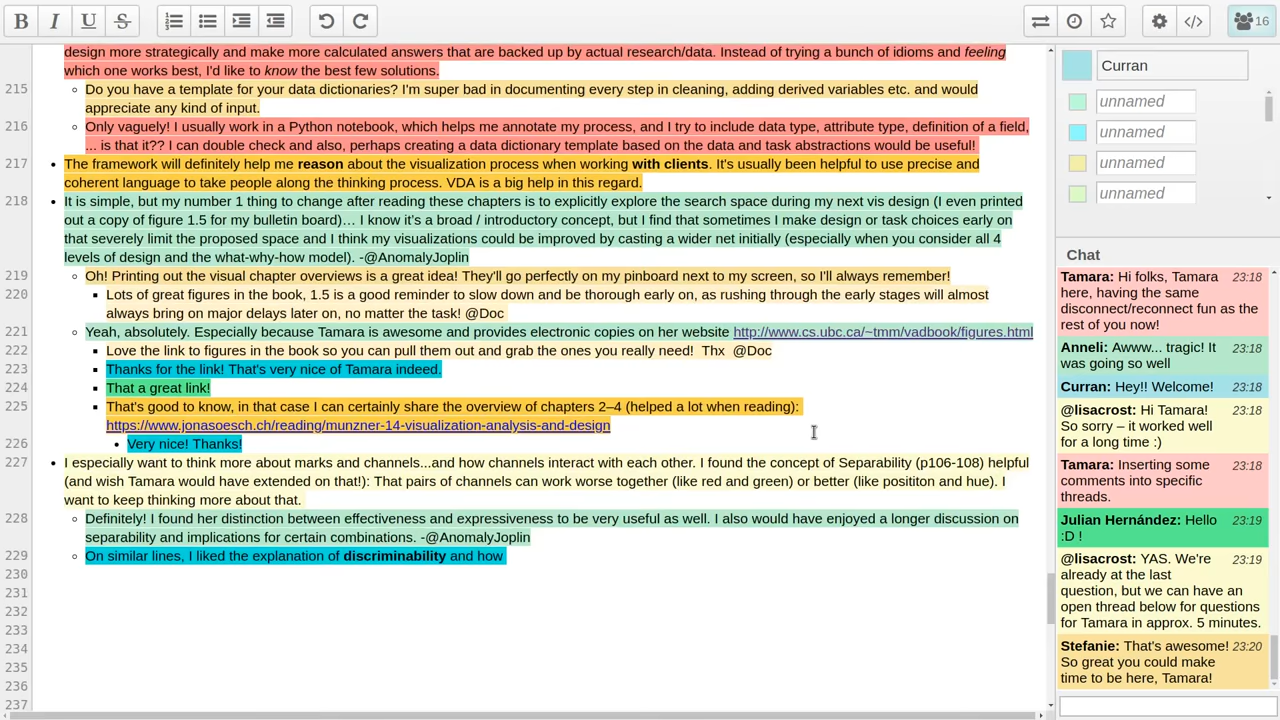 B I U S
16
design more strategically and make more calculated answers that are backed up by actual research/data. Instead of trying a bunch of idioms and feeling
which one works best, I'd like to know the best few solutions.
215 Do you have a template for your data dictionaries? I'm super bad in documenting every step in cleaning, adding derived variables etc. and would
appreciate any kind of input.
216 Only vaguely! I usually work in a Python notebook, which helps me annotate my process, and I try to include data type, attribute type, definition of a field,
... is that it?? I can double check and also, perhaps creating a data dictionary template based on the data and task abstractions would be useful!
217 The framework will definitely help me reason about the visualization process when working with clients. It's usually been helpful to use precise and
coherent language to take people along the thinking process. VDA is a big help in this regard.
218 It is simple, but my number 1 thing to change after reading these chapters is to explicitly explore the search space during my next vis design (I even printed
out a copy of figure 1.5 for my bulletin board)… I know it's a broad / introductory concept, but I find that sometimes I make design or task choices early on
that severely limit the proposed space and I think my visualizations could be improved by casting a wider net initially (especially when you consider all 4
levels of design and the what-why-how model). -@AnomalyJoplin
219 Oh! Printing out the visual chapter overviews is a great idea! They'll go perfectly on my pinboard next to my screen, so I'll always remember!
220 Lots of great figures in the book, 1.5 is a good reminder to slow down and be thorough early on, as rushing through the early stages will almost
always bring on major delays later on, no matter the task! @Doc
221 Yeah, absolutely. Especially because Tamara is awesome and provides electronic copies on her website http://www.cs.ubc.ca/~tmm/vadbook/figures.html
222 Love the link to figures in the book so you can pull them out and grab the ones you really need!  Thx  @Doc
223 Thanks for the link! That's very nice of Tamara indeed.
224 That a great link!
225 That's good to know, in that case I can certainly share the overview of chapters 2–4 (helped a lot when reading):
https://www.jonasoesch.ch/reading/munzner-14-visualization-analysis-and-design
226 Very nice! Thanks!
227 I especially want to think more about marks and channels...and how channels interact with each other. I found the concept of Separability (p106-108) helpful
(and wish Tamara would have extended on that!): That pairs of channels can work worse together (like red and green) or better (like posititon and hue). I
want to keep thinking more about that.
228 Definitely! I found her distinction between effectiveness and expressiveness to be very useful as well. I also would have enjoyed a longer discussion on
separability and implications for certain combinations. -@AnomalyJoplin
229 On similar lines, I liked the explanation of discriminability and how
230
231
232
233
234
235
236
237
Curran
unnamed
unnamed
unnamed
unnamed
Chat
Tamara: Hi folks, Tamara 23:18
here, having the same
disconnect/reconnect fun as the
rest of you now!
Anneli: Awww... tragic! It 23:18
was going so well
Curran: Hey!! Welcome! 23:18
@lisacrost: Hi Tamara! 23:18
So sorry – it worked well
for a long time :)
Tamara: Inserting some 23:18
comments into specific
threads.
Julian Hernández: Hello 23:19
:D !
@lisacrost: YAS. We're 23:19
already at the last
question, but we can have an
open thread below for questions
for Tamara in approx. 5 minutes.
Stefanie: That's awesome! 23:20
So great you could make
time to be here, Tamara!